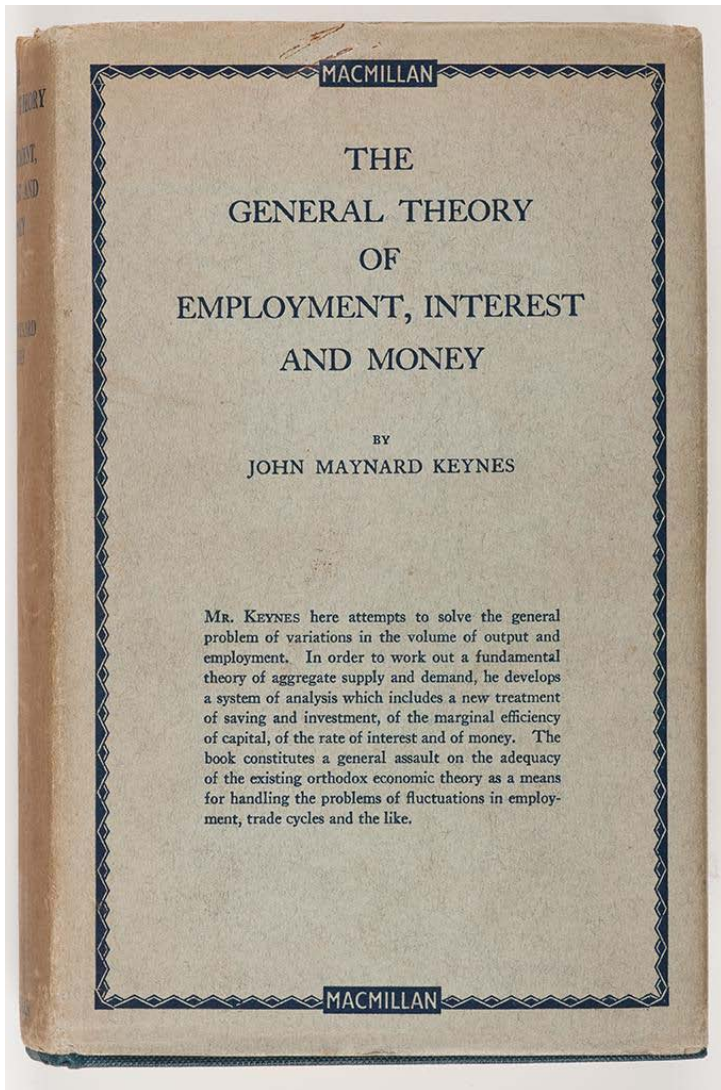 MACMILLAN
THE
GENERAL THEORY
OF
EMPLOYMENT, INTEREST
AND MONEY
BY
JOHN MAYNARD KEYNES
MR. KEYNES here attempts to solve the general
problem of variations in the volume of output and
employment. In order to work out a fundamental
theory of aggregate supply and demand, he develops
a system of analysis which includes a new treatment
of saving and investment, of the marginal efficiency
of capital, of the rate of interest and of money. The
book constitutes a general assault on the adequacy
of the existing orthodox economic theory as a means
for handling the problems of fluctuations in employ-
ment, trade cycles and the like.
MACMILLAN